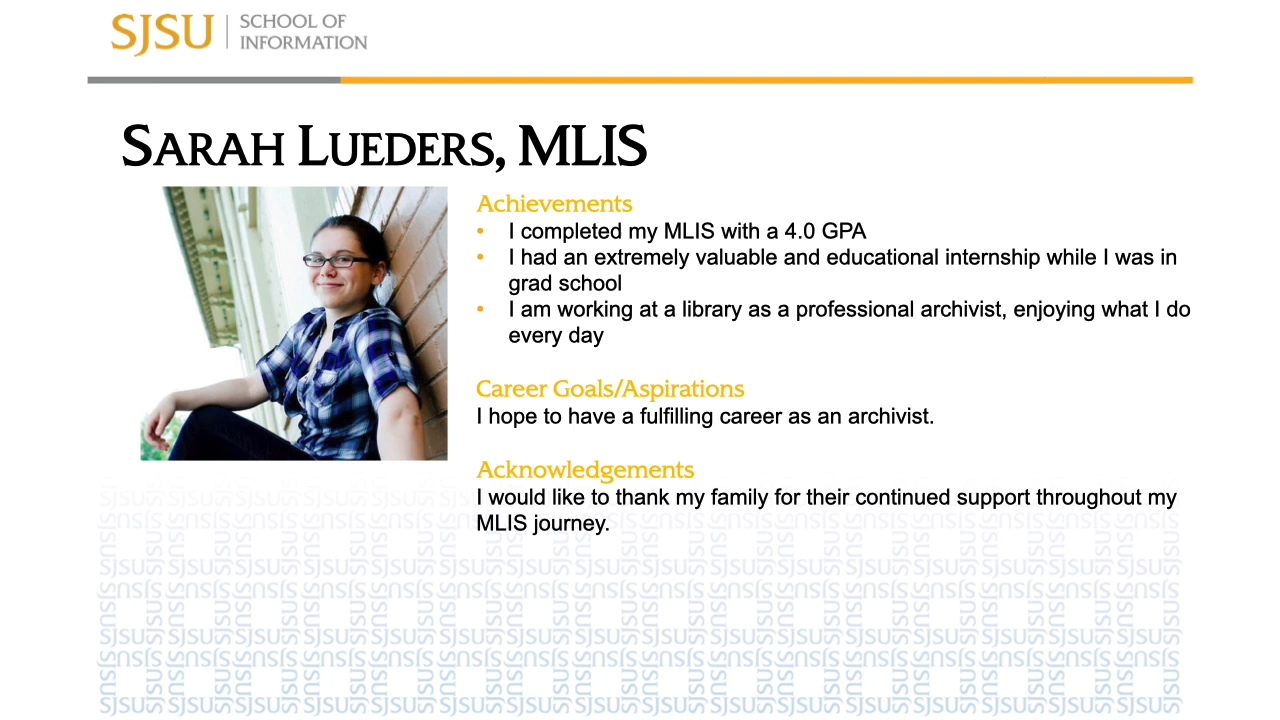 SJSU
SCHOOL OF
INFORMATION
SARAH LUEDERS, MLIS
Achievements
• I completed my MLIS with a 4.0 GPA
• I had an extremely valuable and educational internship while I was in
grad school
• I am working at a library as a professional archivist, enjoying what I do
every day
Career Goals/Aspirations
I hope to have a fulfilling career as an archivist.
Acknowledgements
I would like to thank my family for their continued support throughout my
MLIS journey.